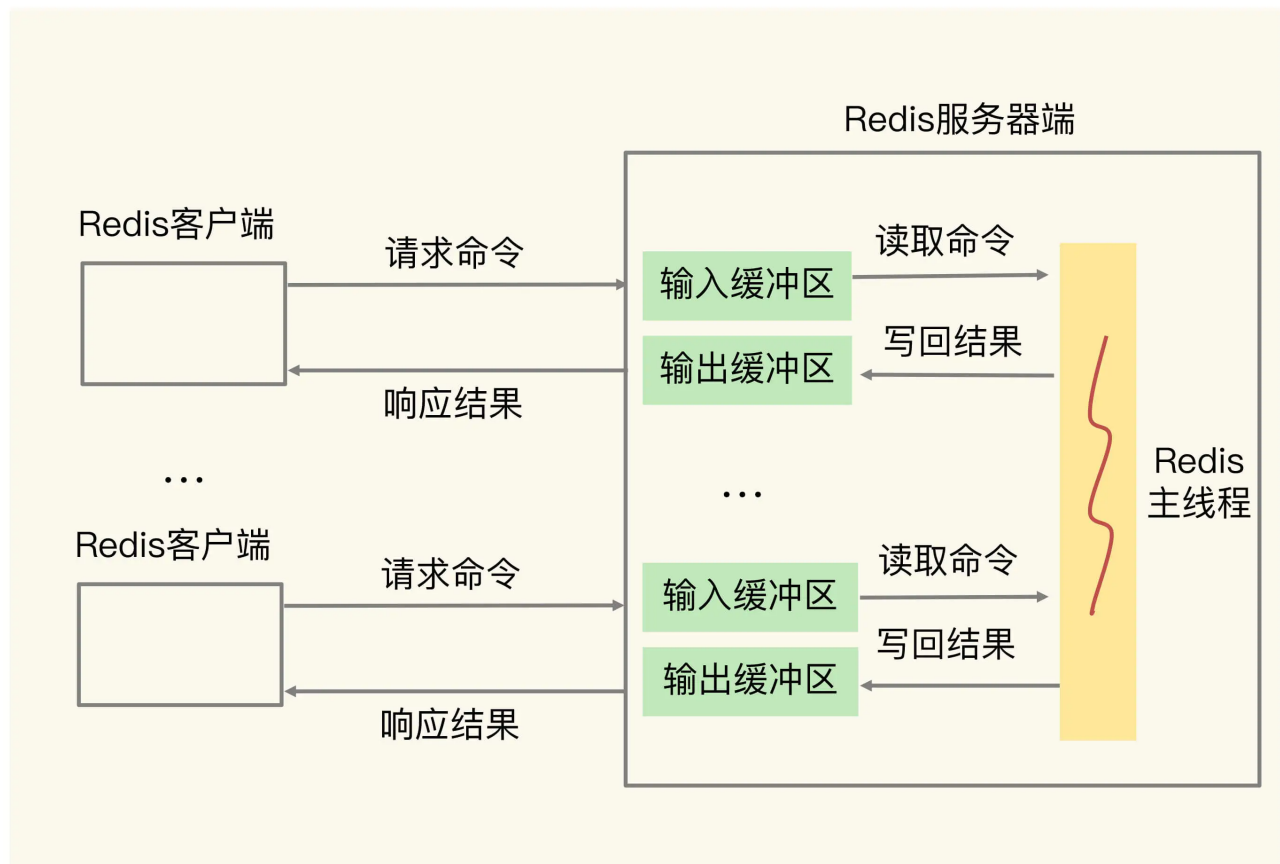 Redis服务器端
Redis客户端
请求命令
读取命令
输入缓冲区
写回结果
输出缓冲区
响应结果
...
...
Redis
主线程
Redis客户端
请求命令
读取命令
输入缓冲区
写回结果
输出缓冲区
响应结果